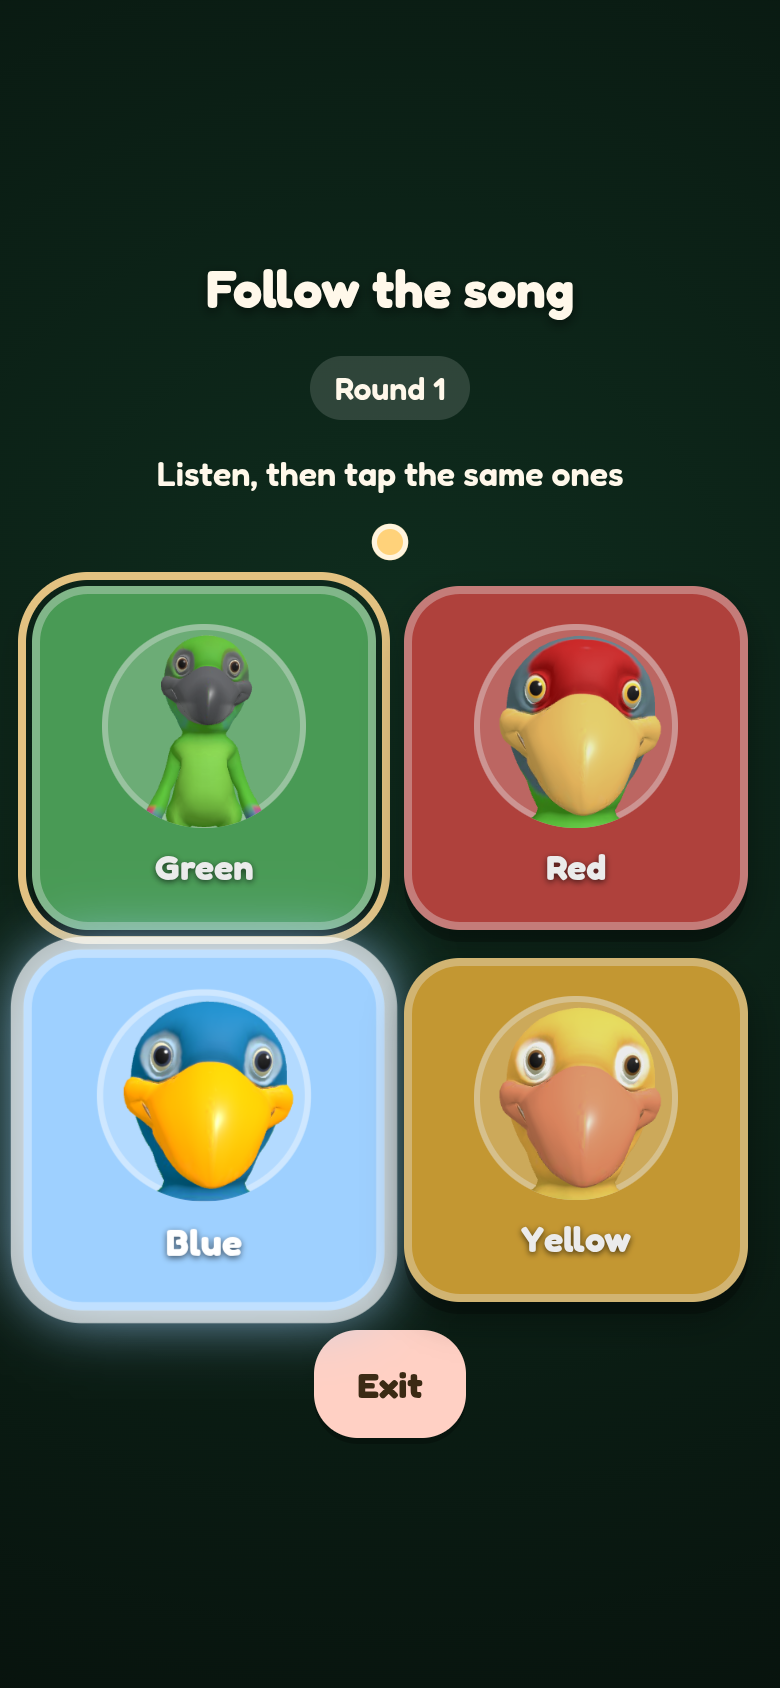 Follow the song
Round 1
Listen, then tap the same ones
Green
Red
Blue
Yellow
Exit